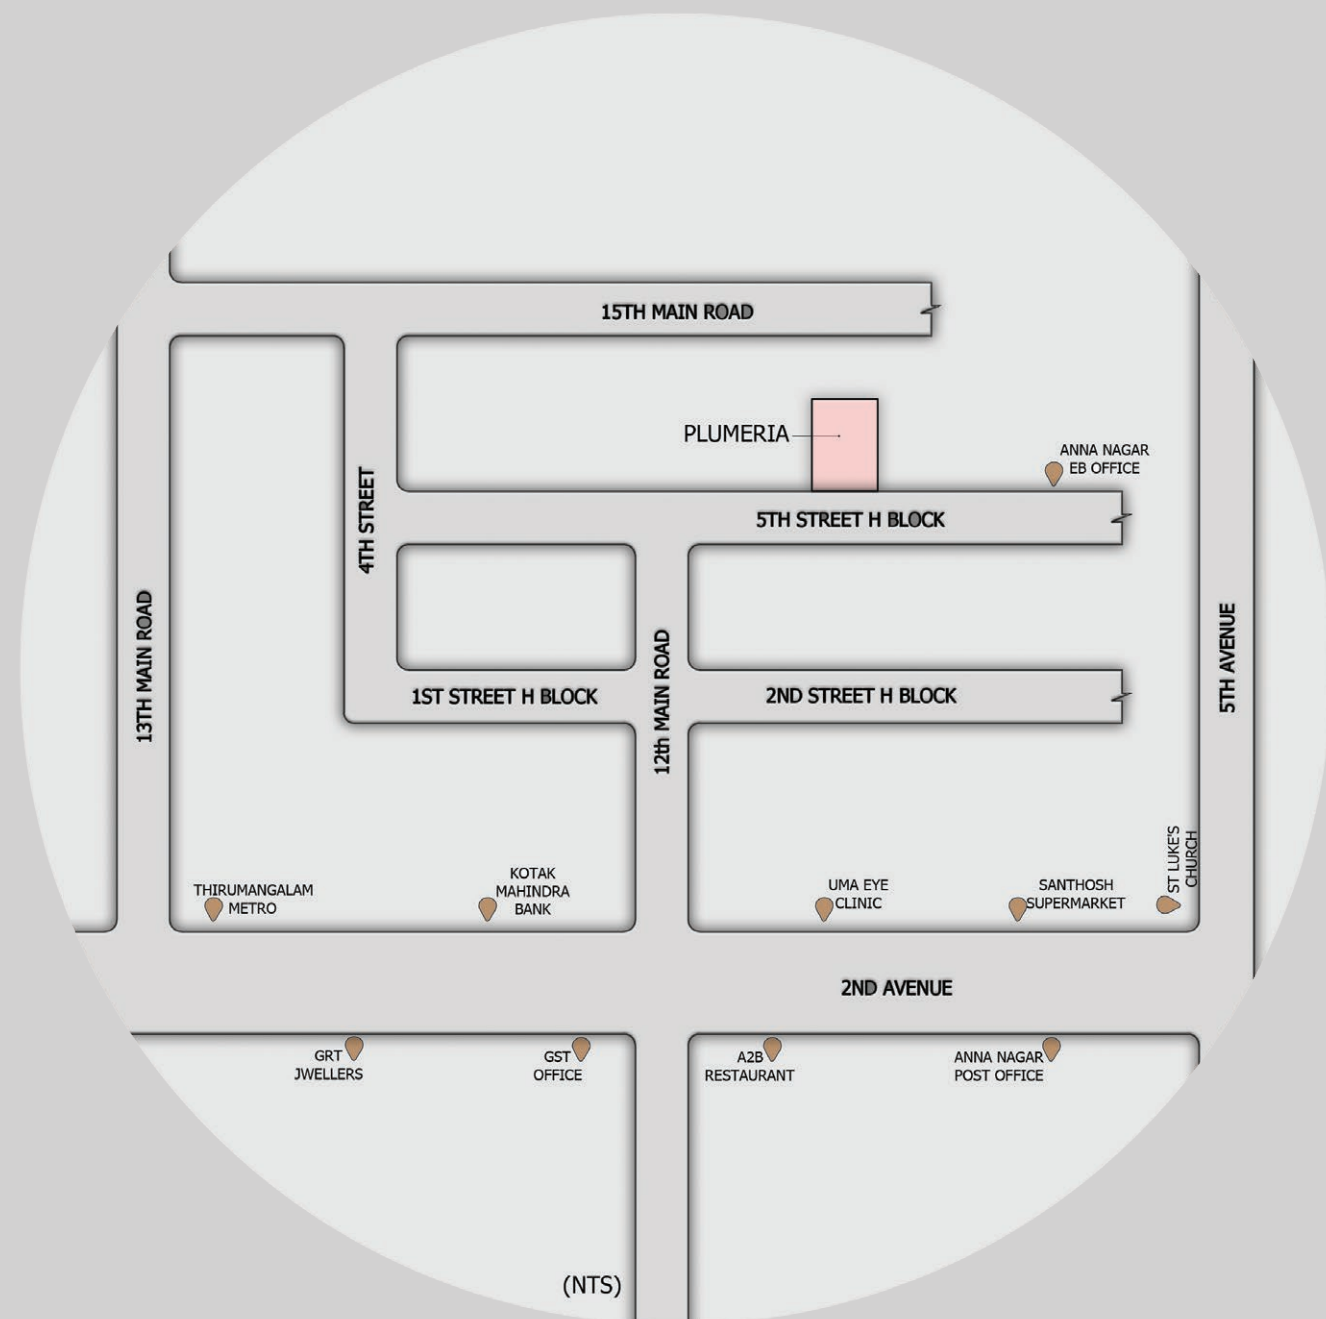 15TH MAIN ROAD
PLUMERIA
ANNA NAGAR
EB OFFICE
5TH STREET H BLOCK
4TH STREET
13TH MAIN ROAD
12th MAIN ROAD
5TH AVENUE
1ST STREET H BLOCK
2ND STREET H BLOCK
THIRUMANGALAM
METRO
KOTAK
MAHINDRA
BANK
UMA EYE
CLINIC
SANTHOSH
SUPERMARKET
ST LUKE'S
CHURCH
2ND AVENUE
GRT
JWELLERS
GST
OFFICE
A2B
RESTAURANT
ANNA NAGAR
POST OFFICE
(NTS)